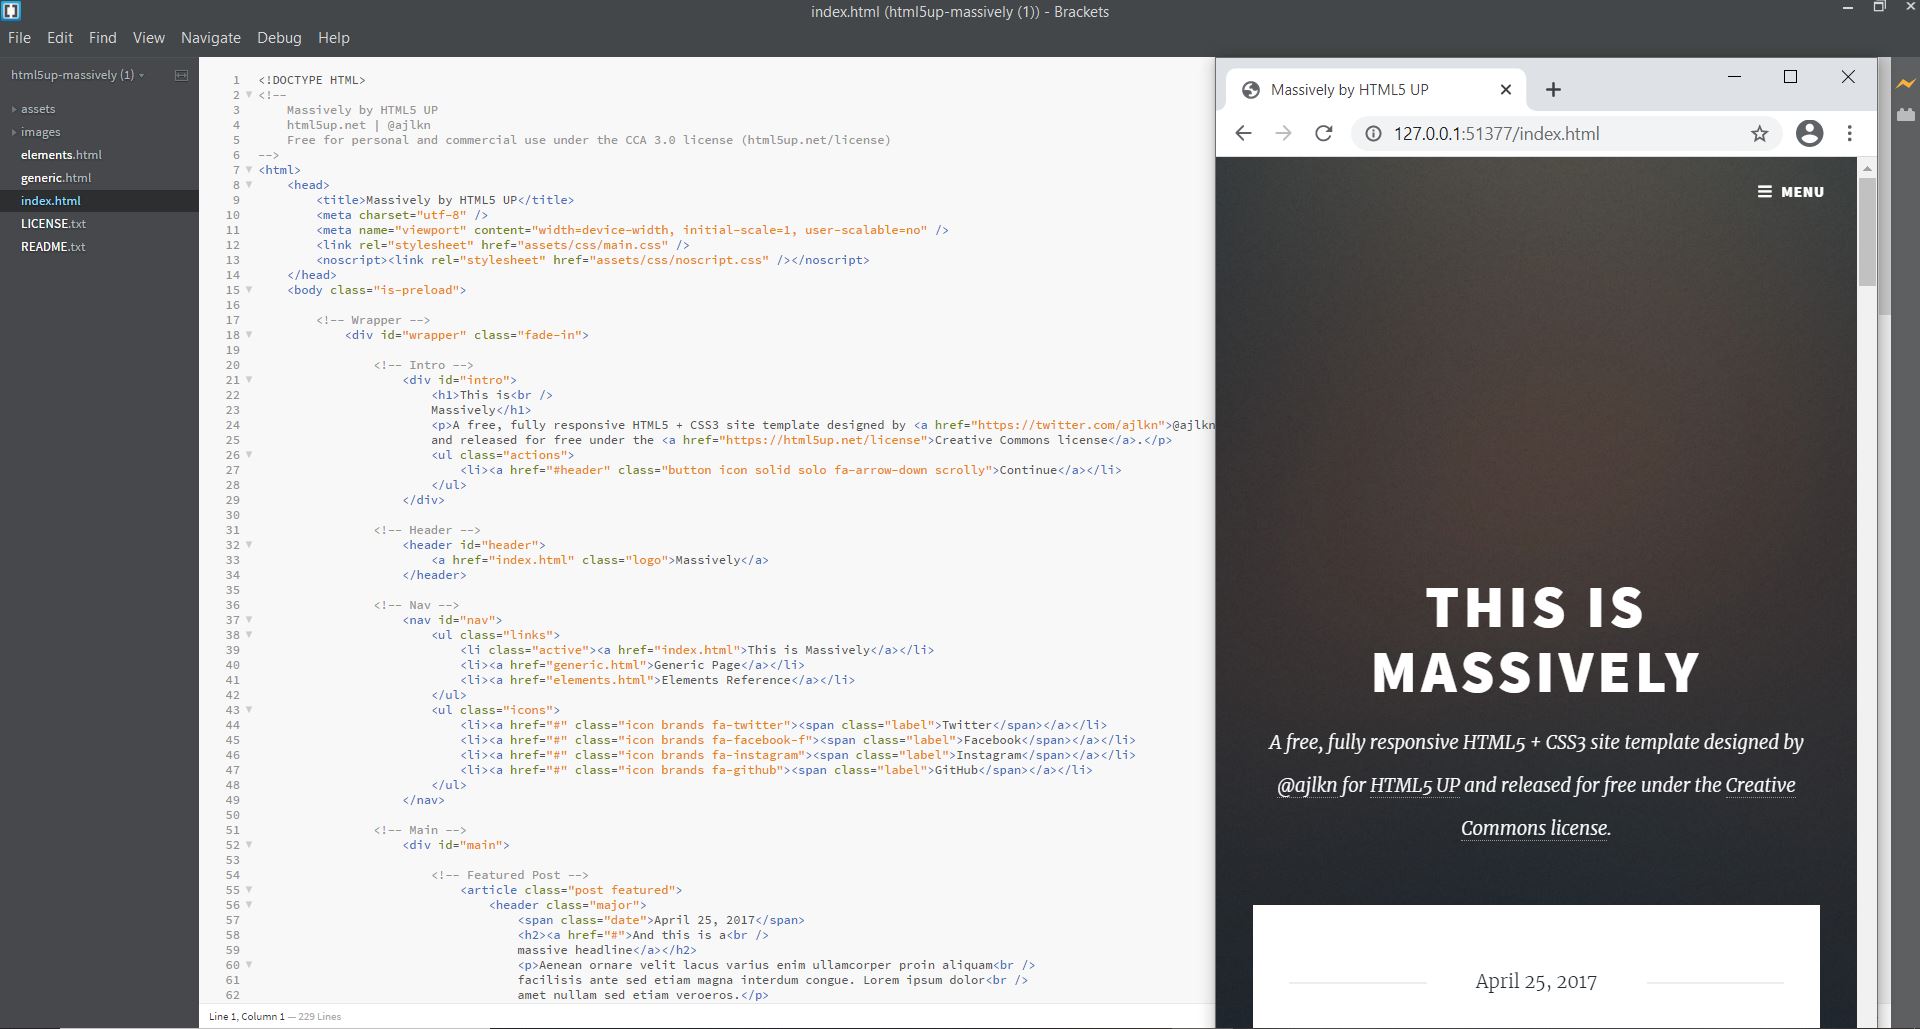 index.html (html5up-massively (1)) - Brackets
File Edit Find View Navigate Debug Help
html5up-massively (1)
assets
images
elements.html
generic.html
index.html
LICENSE.txt
README.txt
1 <!DOCTYPE HTML>
2 <!--
3 Massively by HTML5 UP
4 html5up.net | @ajlkn
5 Free for personal and commercial use under the CCA 3.0 license (html5up.net/license)
6 -->
7 <html>
8 <head>
9 <title>Massively by HTML5 UP</title>
10 <meta charset="utf-8" />
11 <meta name="viewport" content="width=device-width, initial-scale=1, user-scalable=no" />
12 <link rel="stylesheet" href="assets/css/main.css" />
13 <noscript><link rel="stylesheet" href="assets/css/noscript.css" /></noscript>
14 </head>
15 <body class="is-preload">
16
17 <!-- Wrapper -->
18 <div id="wrapper" class="fade-in">
19
20 <!-- Intro -->
21 <div id="intro">
22 <h1>This is<br />
23 Massively</h1>
24 <p>A free, fully responsive HTML5 + CSS3 site template designed by <a href="https://twitter.com/ajlkn">@ajlkn
25 and released for free under the <a href="https://html5up.net/license">Creative Commons license</a>.</p>
26 <ul class="actions">
27 <li><a href="#header" class="button icon solid solo fa-arrow-down scrolly">Continue</a></li>
28 </ul>
29 </div>
30
31 <!-- Header -->
32 <header id="header">
33 <a href="index.html" class="logo">Massively</a>
34 </header>
35
36 <!-- Nav -->
37 <nav id="nav">
38 <ul class="links">
39 <li class="active"><a href="index.html">This is Massively</a></li>
40 <li><a href="generic.html">Generic Page</a></li>
41 <li><a href="elements.html">Elements Reference</a></li>
42 </ul>
43 <ul class="icons">
44 <li><a href="#" class="icon brands fa-twitter"><span class="label">Twitter</span></a></li>
45 <li><a href="#" class="icon brands fa-facebook-f"><span class="label">Facebook</span></a></li>
46 <li><a href="#" class="icon brands fa-instagram"><span class="label">Instagram</span></a></li>
47 <li><a href="#" class="icon brands fa-github"><span class="label">GitHub</span></a></li>
48 </ul>
49 </nav>
50
51 <!-- Main -->
52 <div id="main">
53
54 <!-- Featured Post -->
55 <article class="post featured">
56 <header class="major">
57 <span class="date">April 25, 2017</span>
58 <h2><a href="#">And this is a<br />
59 massive headline</a></h2>
60 <p>Aenean ornare velit lacus varius enim ullamcorper proin aliquam<br />
61 facilisis ante sed etiam magna interdum congue. Lorem ipsum dolor<br />
62 amet nullam sed etiam veroeros.</p>
Line 1, Column 1 — 229 Lines
Massively by HTML5 UP
127.0.0.1:51377/index.html
MENU
THIS IS
MASSIVELY
A free, fully responsive HTML5 + CSS3 site template designed by
@ajlkn for HTML5 UP and released for free under the Creative
Commons license.
April 25, 2017